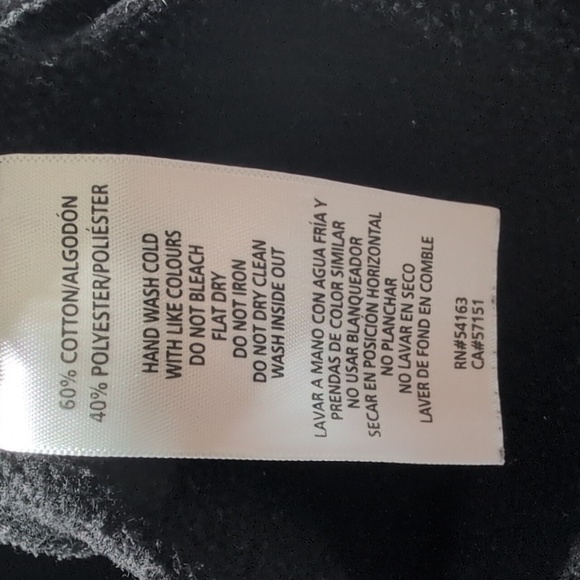 60% COTTON/ALGODÓN
40% POLYESTER/POLIÉSTER
HAND WASH COLD
WITH LIKE COLOURS
DO NOT BLEACH
FLAT DRY
DO NOT IRON
DO NOT DRY CLEAN
WASH INSIDE OUT
LAVAR A MANO CON AGUA FRÍA Y
PRENDAS DE COLOR SIMILAR
NO USAR BLANQUEADOR
SECAR EN POSICION HORIZONTAL
NO PLANCHAR
NO LAVAR EN SECO
LAVER DE FOND EN COMBLE
RN#54163
CA#57151